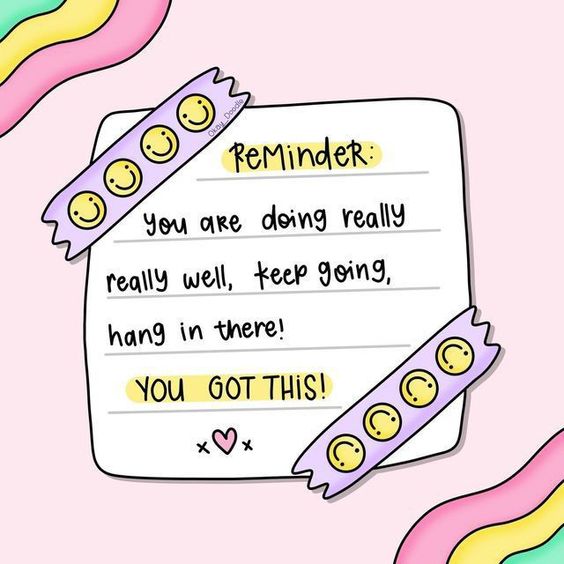 Okay_Doodle
Reminder:
you are doing really
really well, keep going,
hang in there!
YOU GOT THIS!
x x